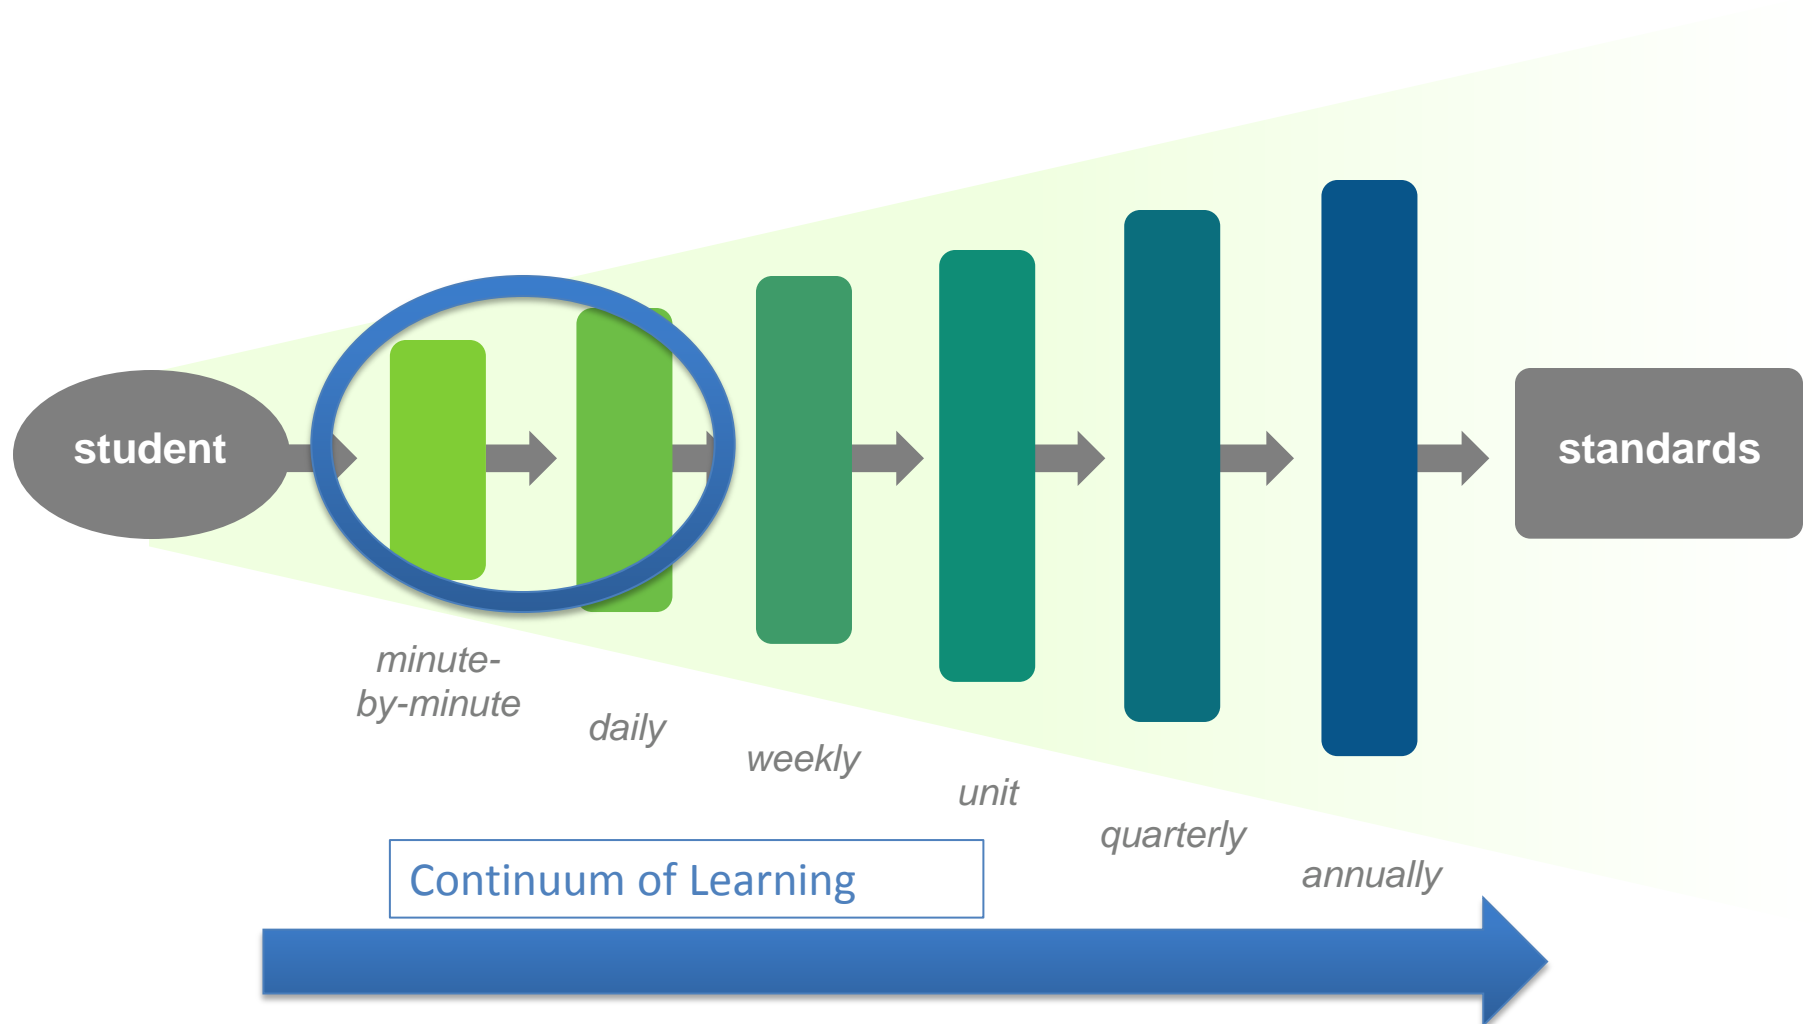 student
standards
minute-
by-minute
daily
weekly
unit
quarterly
annually
Continuum of Learning